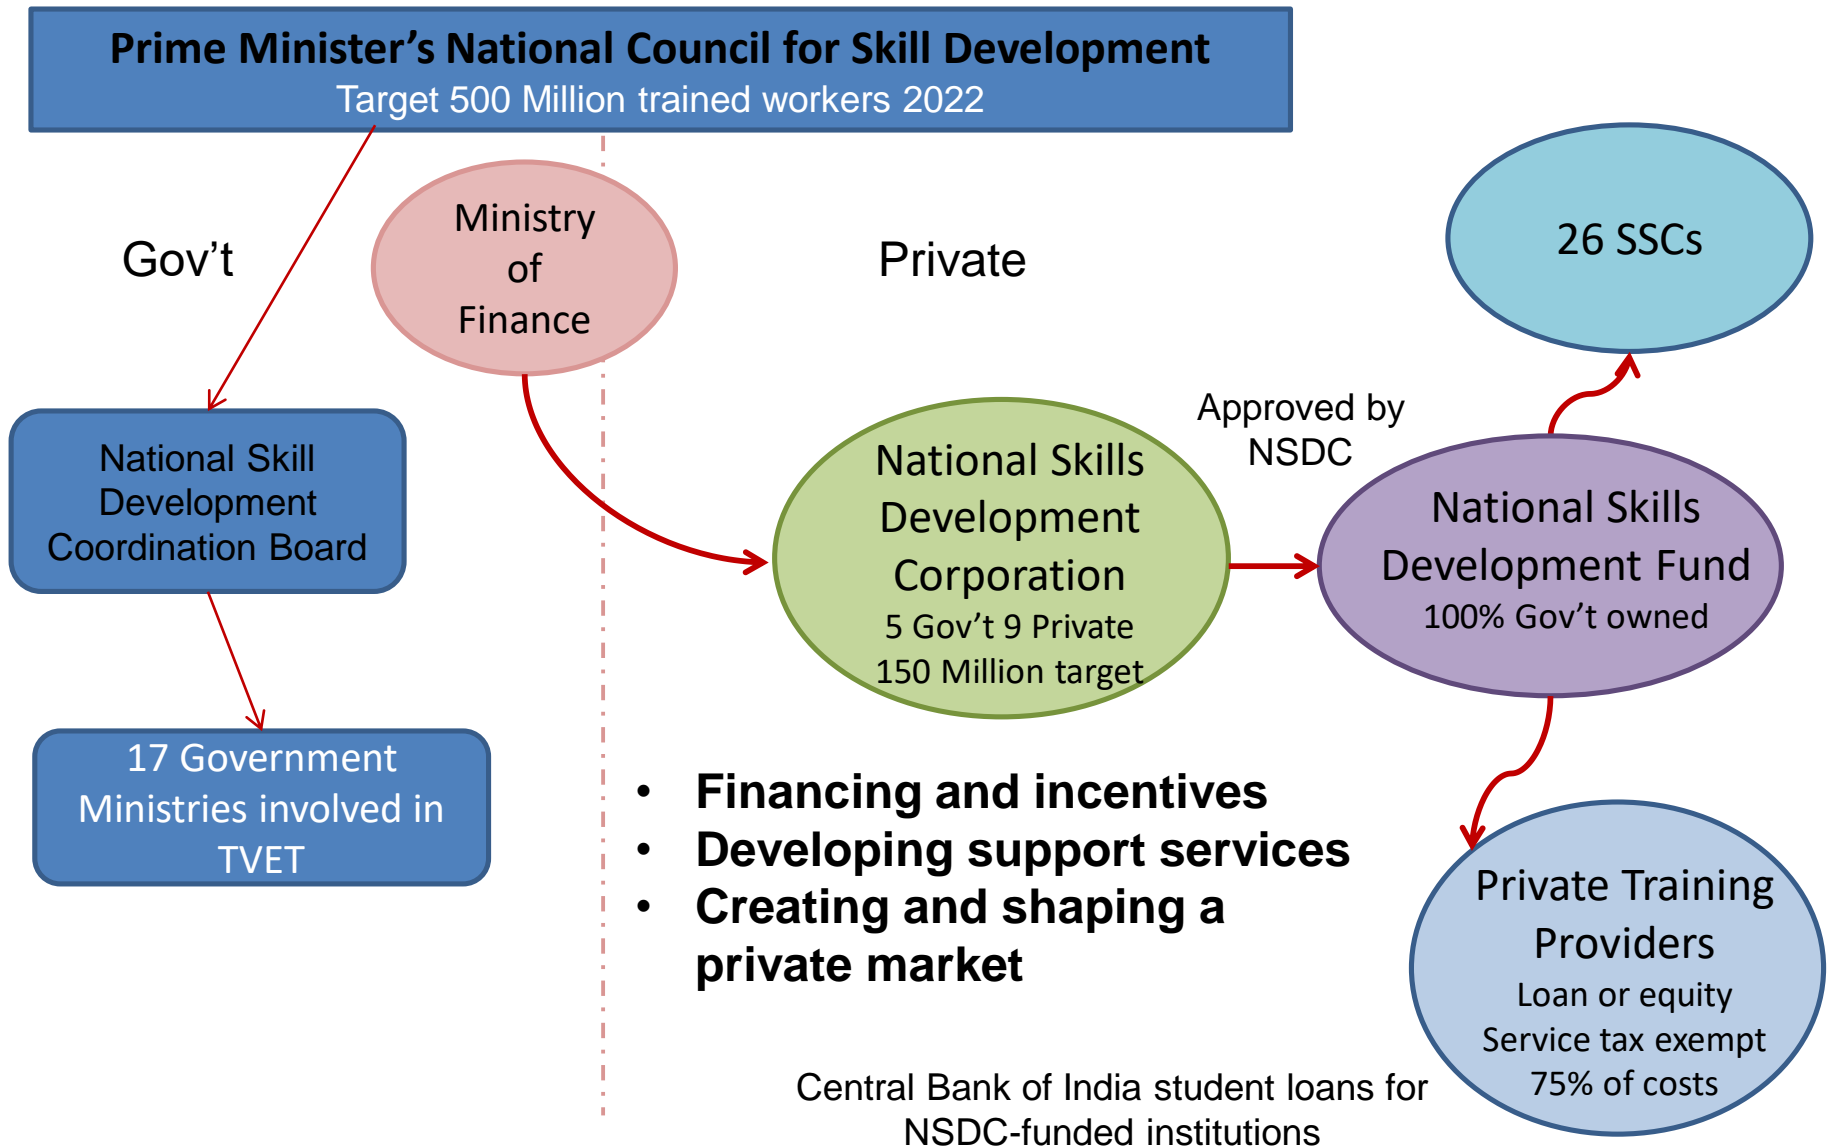 Prime Minister’s National Council for Skill Development
Target 500 Million trained workers 2022
Gov’t
Ministry
of
Finance
Private
26 SSCs
National Skill
Development
Coordination Board
17 Government
Ministries involved in
TVET
National Skills
Development
Corporation
5 Gov’t 9 Private
150 Million target
Approved by
NSDC
National Skills
Development Fund
100% Gov’t owned
• Financing and incentives
• Developing support services
• Creating and shaping a
private market
Private Training
Providers
Loan or equity
Service tax exempt
75% of costs
Central Bank of India student loans for
NSDC-funded institutions